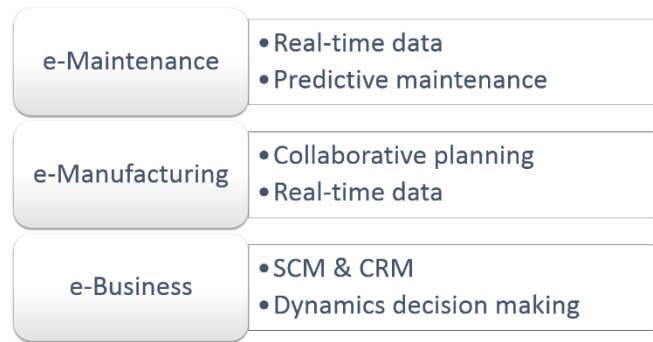 e-Maintenance
•Real-time data
•Predictive maintenance
e-Manufacturing
•Collaborative planning
•Real-time data
e-Business
•SCM & CRM
•Dynamics decision making